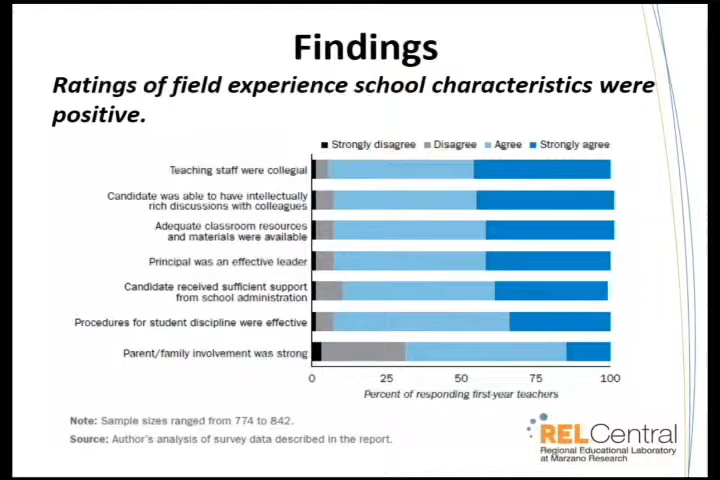 Findings
Ratings of field experience school characteristics were
positive.
Strongly disagree Disagree Agree Strongly agree
Teaching staff were collegial
Candidate was able to have intellectually
rich discussions with colleagues
Adequate classroom resources
and materials were available
Principal was an effective leader
Candidate received sufficient support
from school administration
Procedures for student discipline were effective
Parent/family involvement was strong
0 25 50 75 100
Percent of responding first-year teachers
Note: Sample sizes ranged from 774 to 842.
Source: Author's analysis of survey data described in the report.
REL Central
Regional Educational Laboratory
at Marzano Research